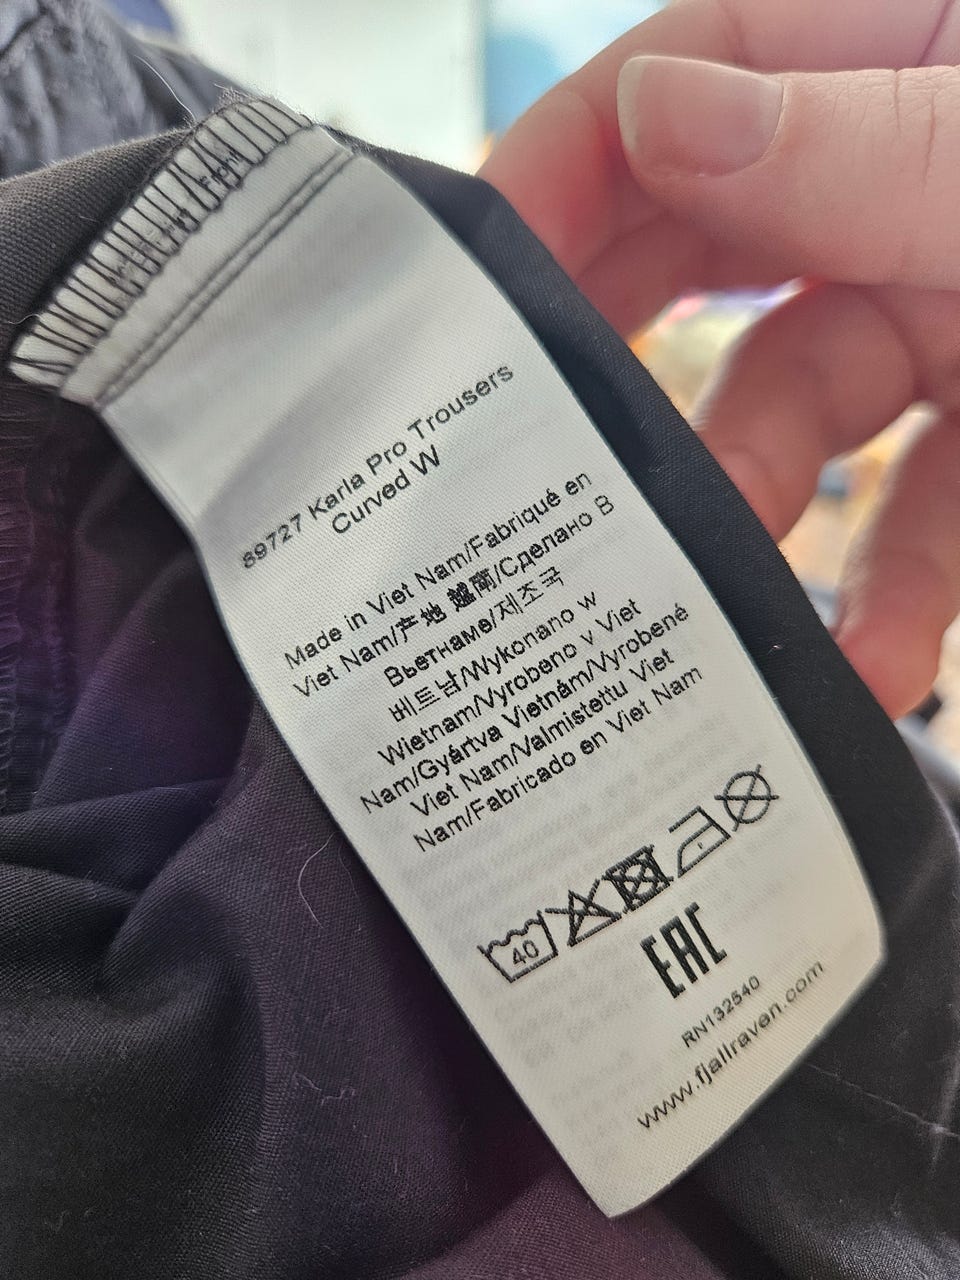 89727 Karla Pro Trousers
Curved W
Made in Viet Nam/Fabriqué en
Viet Nam/产地 越南/Сделано В
Вьетнаме/제조국
베트남/Wykonano w
Wietnam/Vyrobeno v Viet
Nam/Gyártva Vietnám/Vyrobené
Viet Nam/Valmistettu Viet
Nam/Fabricado en Viet Nam
40
EAC
RN132540
www.fjallraven.com